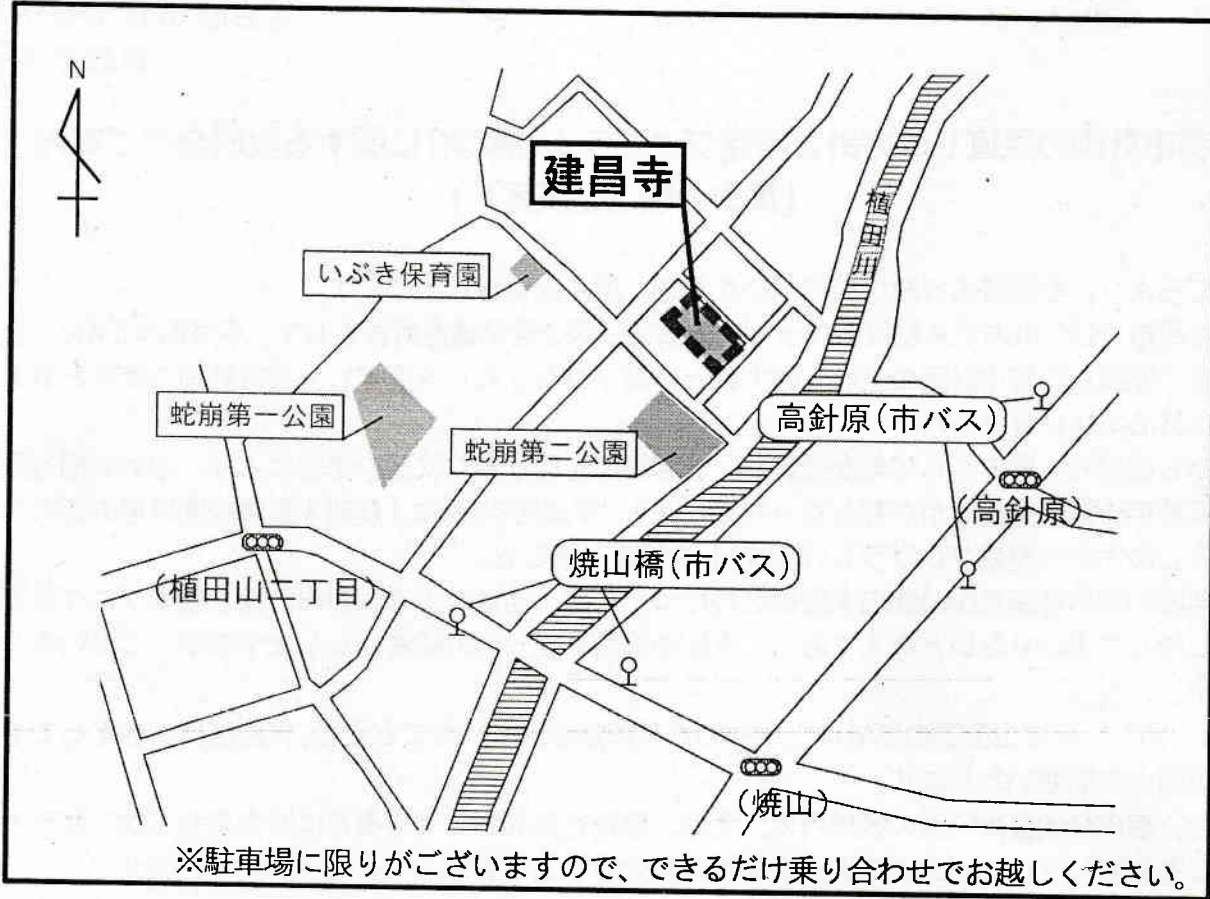 N
建昌寺
植田川
いぶき保育園
蛇崩第一公園
高針原(市バス)
蛇崩第二公園
(高針原)
焼山橋(市バス)
(植田山二丁目)
(焼山)
※駐車場に限りがございますので、できるだけ乗り合わせでお越しください。